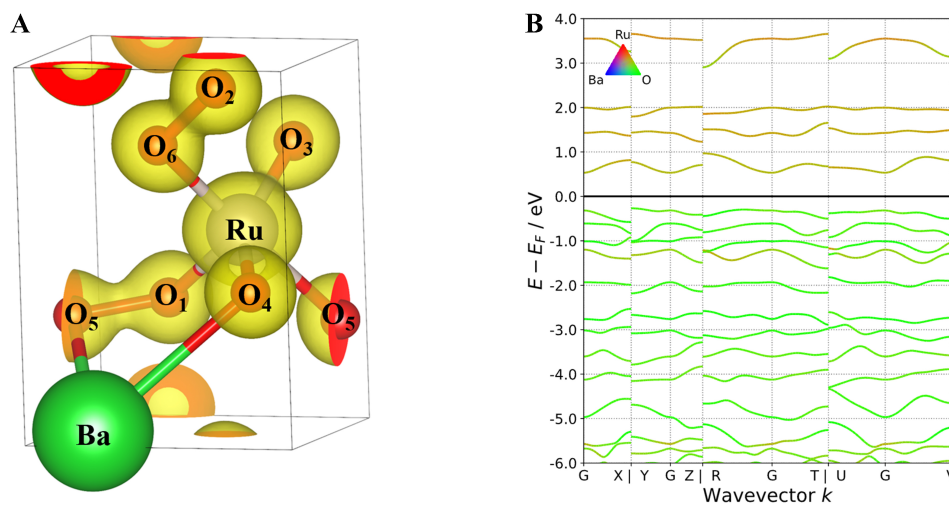 A
O₂
O₆
O₃
Ru
O₁
O₄
O₅
O₅
Ba
B
Ru
Ba
O
4.0
3.0
2.0
1.0
0.0
-1.0
-2.0
-3.0
-4.0
-5.0
-6.0
E − E_F / eV
G X | Y G Z | R G T | U G V
Wavevector k